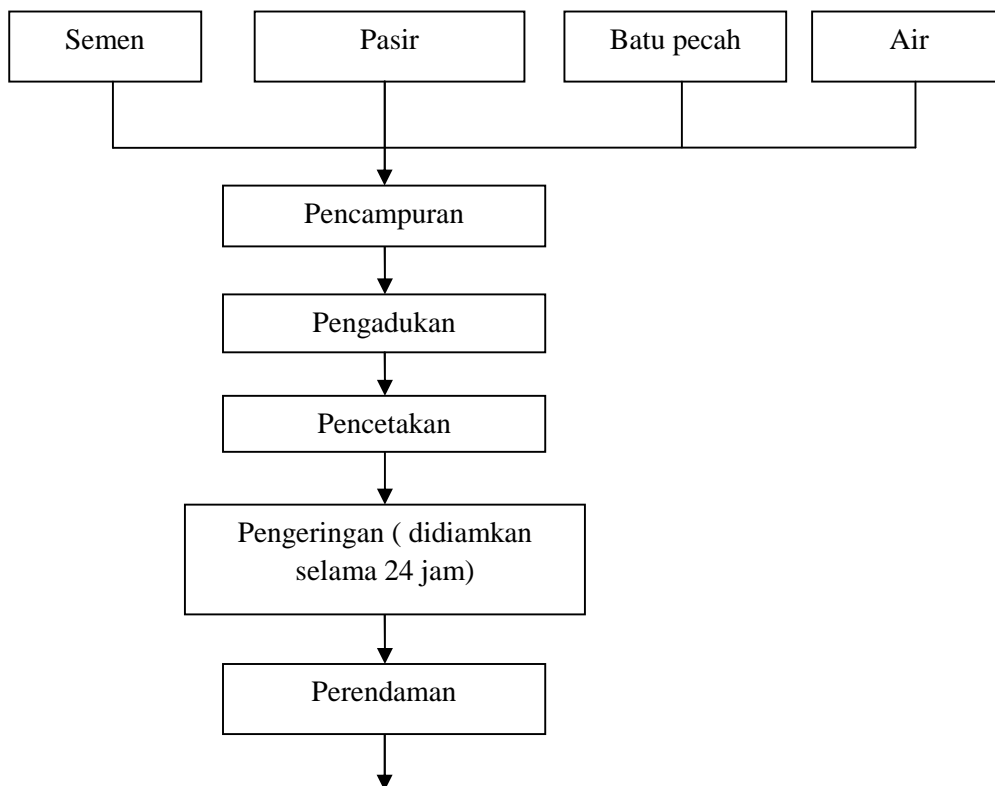 Semen
Pasir
Batu pecah
Air
Pencampuran
Pengadukan
Pencetakan
Pengeringan ( didiamkan
selama 24 jam)
Perendaman